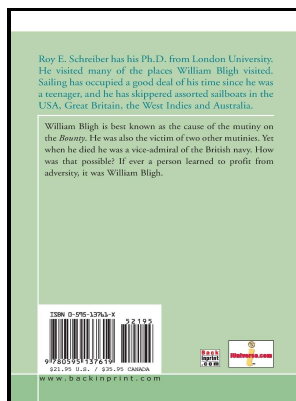 Roy E. Schreiber has his Ph.D. from London University.
He visited many of the places William Bligh visited.
Sailing has occupied a good deal of his time since he was
a teenager, and he has skippered assorted sailboats in the
USA, Great Britain, the West Indies and Australia.
William Bligh is best known as the cause of the mutiny on
the Bounty. He was also the victim of two other mutinies. Yet
when he died he was a vice-admiral of the British navy. How
was that possible? If ever a person learned to profit from
adversity, it was William Bligh.
ISBN 0-595-13761-X
52195
9 780595 137619
$21.95 U.S. / $35.95 CANADA
Back
inprint
.com
iUniverse.com
www.backinprint.com